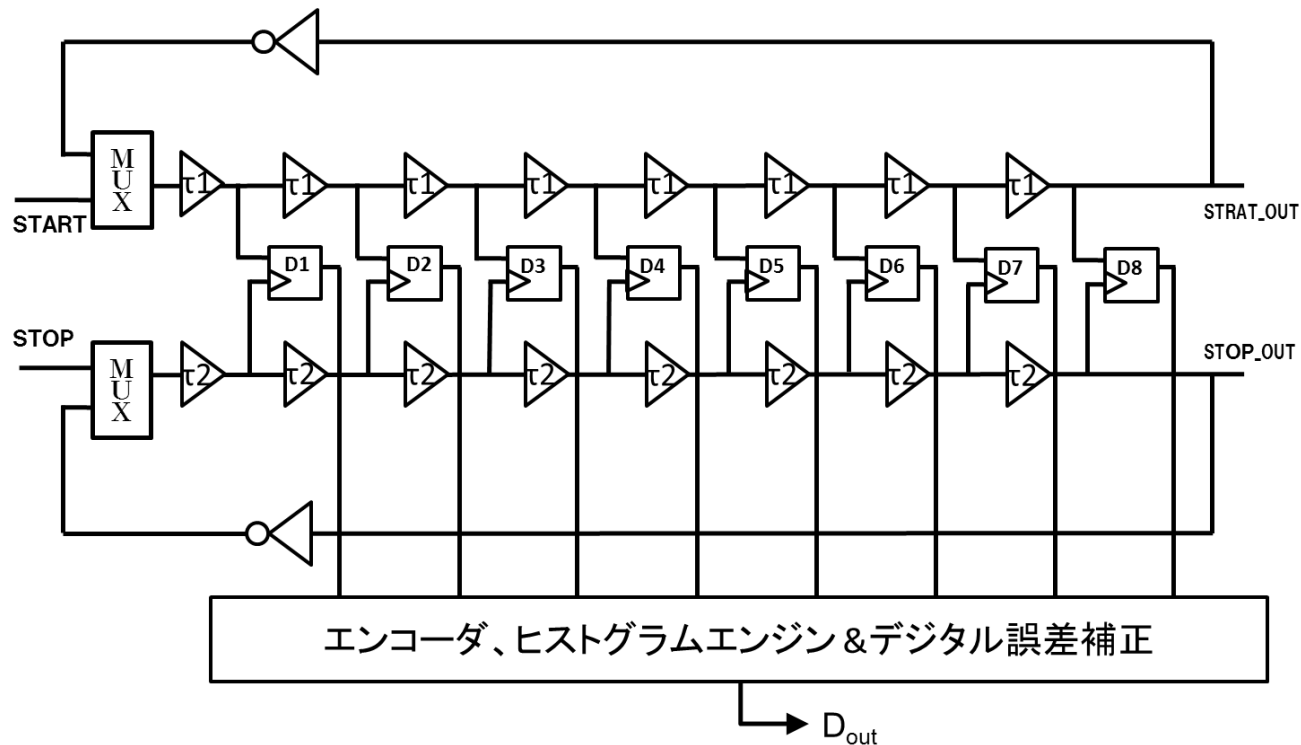 MUX
τ1
τ1
τ1
τ1
τ1
τ1
τ1
τ1
START
STRAT_OUT
D1
D2
D3
D4
D5
D6
D7
D8
STOP
STOP_OUT
MUX
τ2
τ2
τ2
τ2
τ2
τ2
τ2
τ2
エンコーダ、ヒストグラムエンジン&デジタル誤差補正
Dout